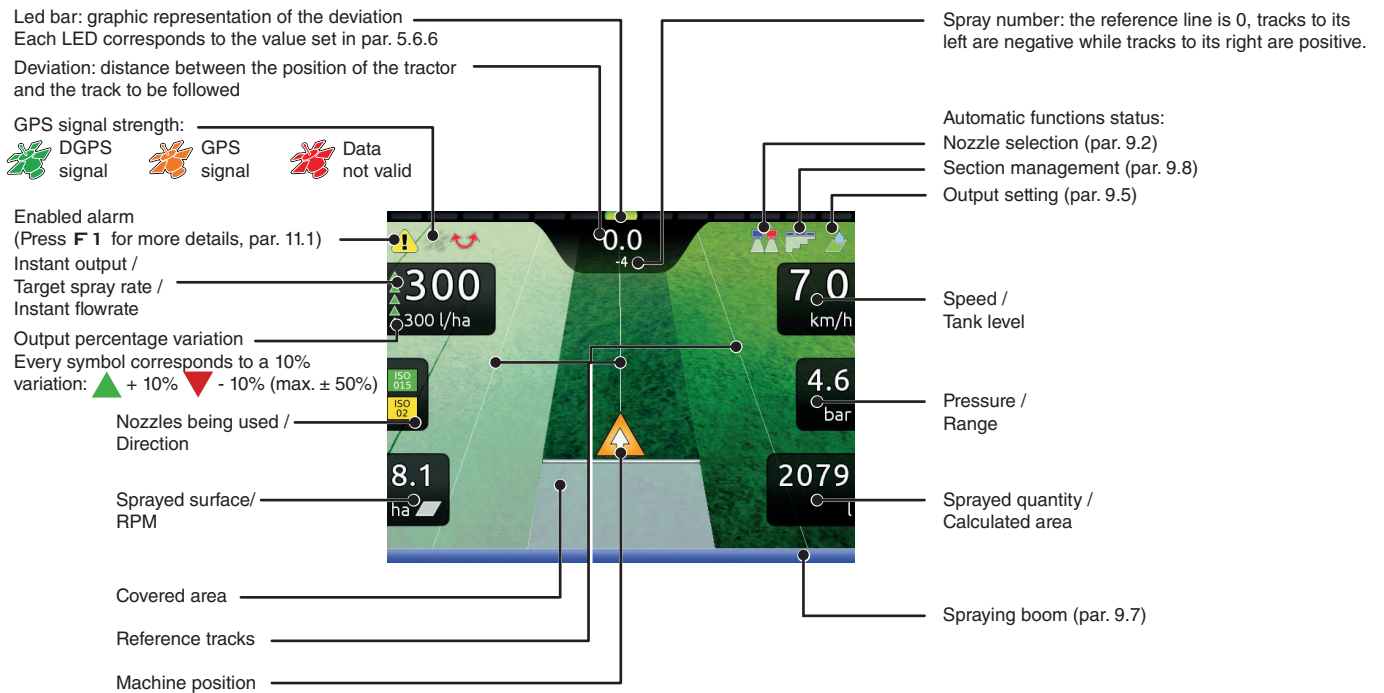 Led bar: graphic representation of the deviation
Each LED corresponds to the value set in par. 5.6.6
Deviation: distance between the position of the tractor
and the track to be followed
GPS signal strength:
DGPS
signal
GPS
signal
Data
not valid
Enabled alarm
(Press F 1 for more details, par. 11.1)
Instant output /
Target spray rate /
Instant flowrate
Output percentage variation
Every symbol corresponds to a 10%
variation: + 10% - 10% (max. ± 50%)
Nozzles being used /
Direction
Sprayed surface/
RPM
Covered area
Reference tracks
Machine position
0.0
-4
300
300 l/ha
ISO
015
ISO
02
8.1
ha
7.0
km/h
4.6
bar
2079
l
Spray number: the reference line is 0, tracks to its
left are negative while tracks to its right are positive.
Automatic functions status:
Nozzle selection (par. 9.2)
Section management (par. 9.8)
Output setting (par. 9.5)
Speed /
Tank level
Pressure /
Range
Sprayed quantity /
Calculated area
Spraying boom (par. 9.7)